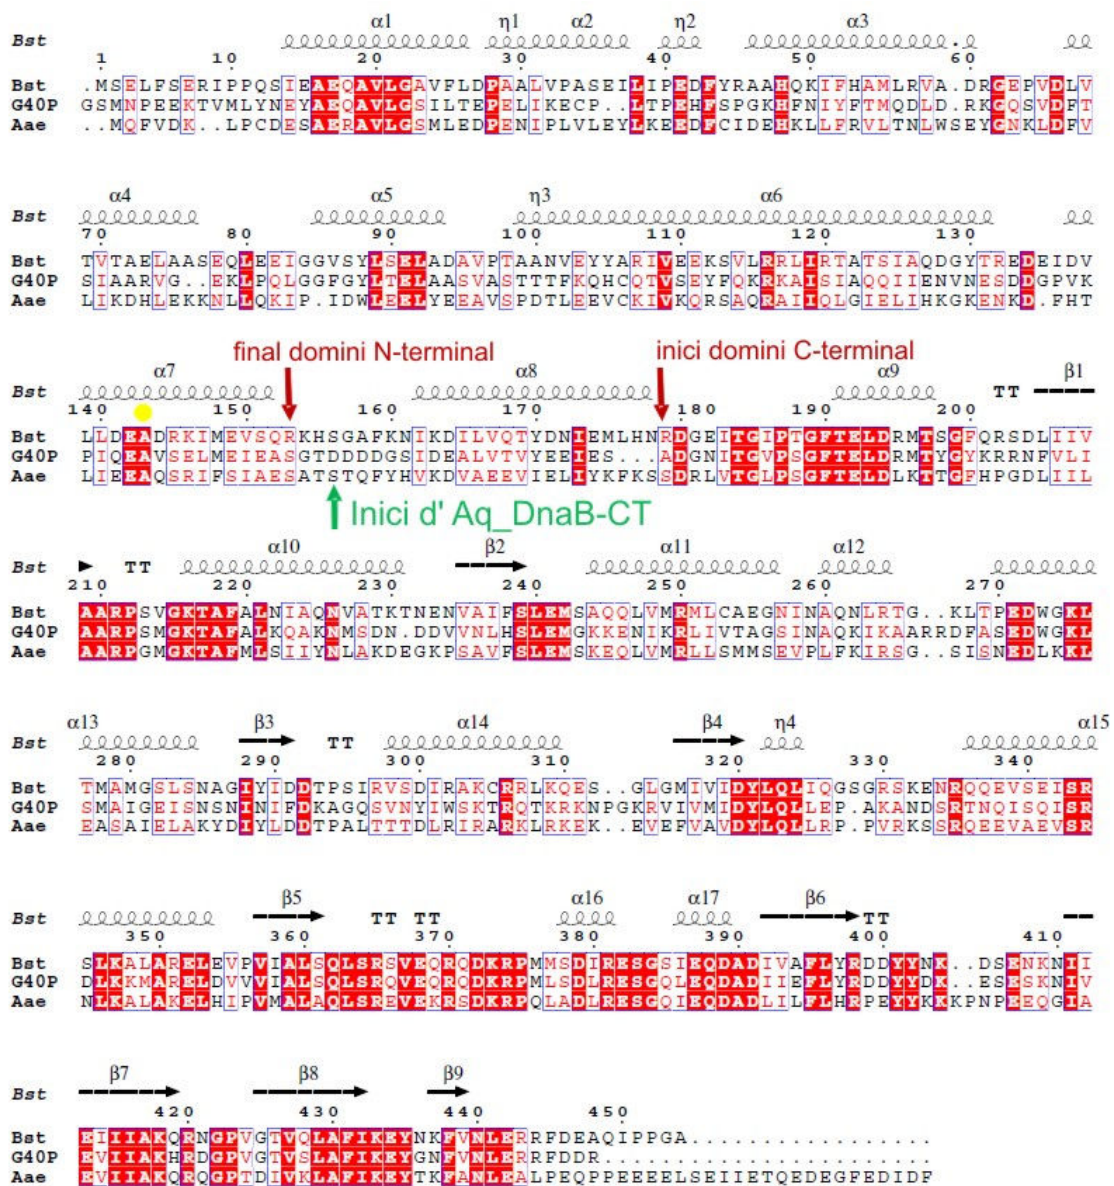 α1 η1 α2 η2 α3
Bst
1 10 20 30 40 50 60
Bst .MSELFSERIPPQSIEAEQAVLGAVFLDPAALVPASEILIPEDFYRAAHQKIFHAMLRVA.DRGEPVDLV
G40P GSMNPEEKTVMLYNEYAEQAVLGSILTEPELIKECP..LTPEHFSPGKHFNIYFTMQDLD.RKGQSVDFT
Aae ..MQFVDK..LPCDESAERAVLGSMLEDPENIPLVLEYLKEEDFCIDEHKLLFRVLTNLWSEYGNKLDFV
α4 α5 η3 α6
Bst
70 80 90 100 110 120 130
Bst TVTAELAASEQLEEIGGVSYLSELADAVPTAANVEYYARIVEEKSVLRRLIRTATSIAQDGYTREDEIDV
G40P SIAARVG..EKLPQLGGFGYLTELAASVASTTTFKQHCQTVSEYFQKRKAISIAQQIIENVNESDDGPVK
Aae LIKDHLEKKNLLQKIP.IDWLEELYEEAVSPDTLEEVCKIVKQRSAQRAIIQLGIELIHKGKENKD.FHT
final domini N-terminal inici domini C-terminal
α7 α8 α9 β1
Bst TT
140 150 160 170 180 190 200
Bst LLDEADRKIMEVSQRKHSGAFKNIKDILVQTYDNIEMLHNRDGEITGIPTGFTELDRMTSGFQRSDLIIV
G40P PIQEAVSELMEIEASGTDDDDGSIDEALVTVYEEIES...ADGNITGVPSGFTELDRMTYGYKRRNFVLI
Aae LIEEAQSRIFSIAESATSTQFYHVKDVAEEVIELIYKFKSSDRLVTGLPSGFTELDLKTTGFHPGDLIIL
Inici d' Aq_DnaB-CT
α10 β2 α11 α12
Bst TT
210 220 230 240 250 260 270
Bst AARPSVGKTAFALNIAQNVATKTNENVAIFSLEMSAQQLVMRMLCAEGNINAQNLRTG..KLTPEDWGKL
G40P AARPSMGKTAFALKQAKNMSDN.DDVVNLHSLEMGKKENIKRLIVTAGSINAQKIKAARRDFASEDWGKL
Aae AARPGMGKTAFMLSIIYNLAKDEGKPSAVFSLEMSKEQLVMRLLSMMSEVPLFKIRSG..SISNEDLKKL
α13 β3 α14 β4 η4 α15
Bst TT
280 290 300 310 320 330 340
Bst TMAMGSLSNAGIYIDDTPSIRVSDIRAKCRRLKQES..GLGMIVIDYLQLIQGSGRSKENRQQEVSEISR
G40P SMAIGEISNSNINIFDKAGQSVNYIWSKTRQTKRKNPGKRVIVMIDYLQLLEP.AKANDSRTNQISQISR
Aae EASAIELAKYDIYLDDTPALTTTDLRIRARKLRKEK..EVEFVAVDYLQLLRP.PVRKSSRQEEVAEVSR
β5 α16 α17 β6
Bst TT TT TT
350 360 370 380 390 400 410
Bst SLKALARELEVPVIALSQLSRSVEQRQDKRPMMSDIRESGSIEQDADIVAFLYRDDYYNK..DSENKNII
G40P DLKKMARELDVVVIALSQLSRQVEQRQDKRPMLSDLRESGQLEQDADIIEFLYRDDYYDK..ESESKNIV
Aae NLKALAKELHIPVMALAQLSREVEKRSDKRPQLADLRESGQIEQDADLILFLHRPEYYKKKPNPEEQGIA
β7 β8 β9
Bst
420 430 440 450
Bst EIIIAKQRNGPVGTVQLAFIKEYNKFVNLERRFDEAQIPPGA.................
G40P EVIIAKHRDGPVGTVSLAFIKEYGNFVNLERRFDDR.......................
Aae EVIIAKQRQGPTDIVKLAFIKEYTKFANLEALPEQPPEEEELSEIIETQEDEGFEDIDF